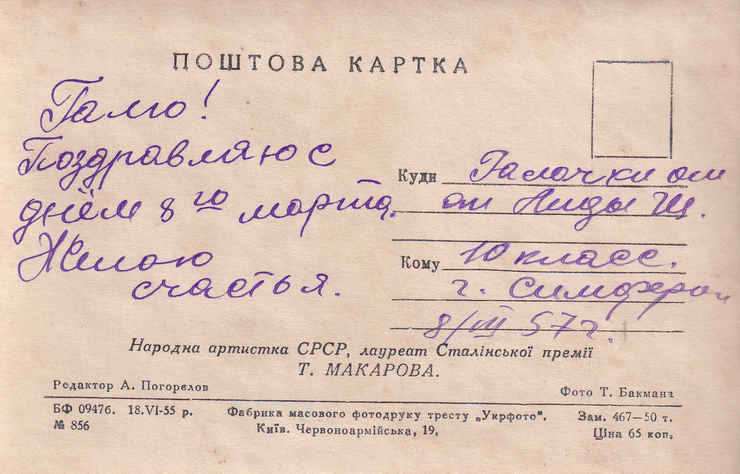 ПОШТОВА КАРТКА
Галю!
Поздравляю с
днём 8го марта.
Желаю
счастья.
Куди Галочки от
от Лиды Щ.
Кому 10 класс.
г. Симфероп
8/III 57 г.
Народна артистка СРСР, лауреат Сталінської премії
Т. МАКАРОВА.
Редактор А. Погорелов
Фото Т. Бакмана
БФ 09476. 18.VI-55 р.
Фабрика масового фотодруку тресту „Укрфото“.
Зам. 467—50 т.
№ 856
Київ. Червоноармійська, 19.
Ціна 65 коп.